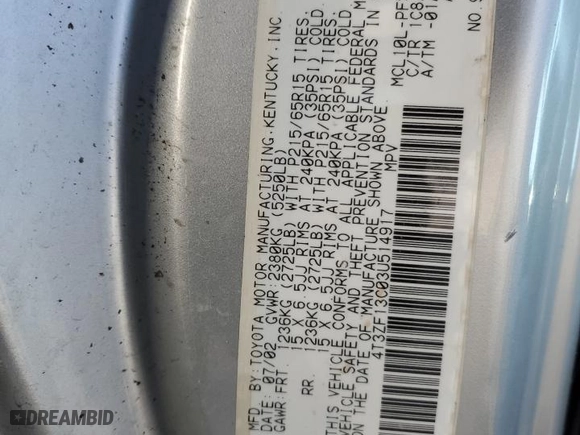 MFD. BY:TOYOTA MOTOR MANUFACTURING.KENTUCKY,INC
DATE: 07/02 GVWR:2380KG (5250LB)
GAWR:FRT. 1236KG (2725LB) WITH P215/65R15 TIRES.
15 X 6.5JJ RIMS AT 240KPA (35PSI) COLD.
RR. 1236KG (2725LB) WITH P215/65R15 TIRES.
15 X 6.5JJ RIMS AT 240KPA (35PSI) COLD.
THIS VEHICLE CONFORMS TO ALL APPLICABLE FEDERAL M
VEHICLE SAFETY AND THEFT PREVENTION STANDARDS IN
ON THE DATE OF MANUFACTURE SHOWN ABOVE.
4T3ZF13C03U514917 MPV
MCL10L-PF
C/TR 1C8
A/TM -01A
NO.
DREAMBID